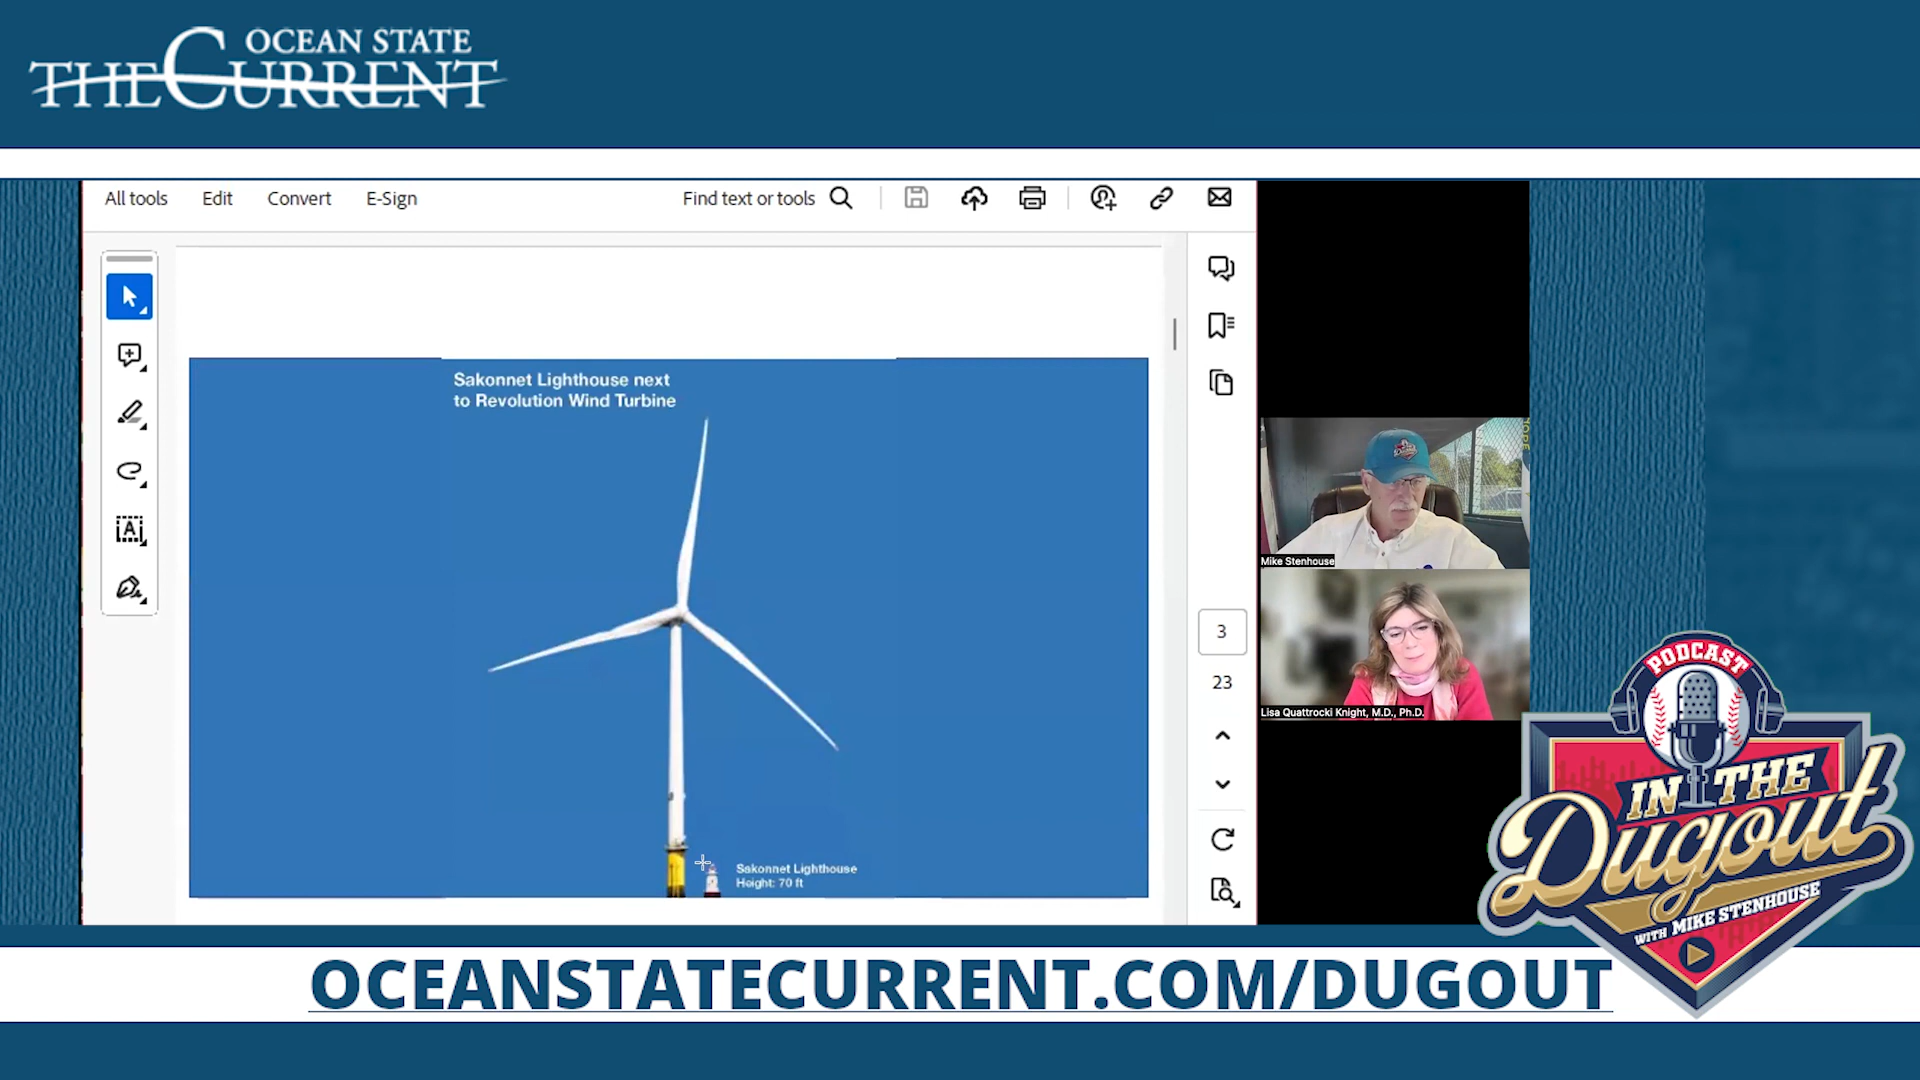 OCEAN STATE
THE CURRENT
All tools
Edit
Convert
E-Sign
Find text or tools
Sakonnet Lighthouse next
to Revolution Wind Turbine
Sakonnet Lighthouse
Height: 70 ft
A
3
23
Mike Stenhouse
Lisa Quattrocki Knight, M.D., Ph.D.
PODCAST
IN THE
Dugout
WITH MIKE STENHOUSE
OCEANSTATECURRENT.COM/DUGOUT